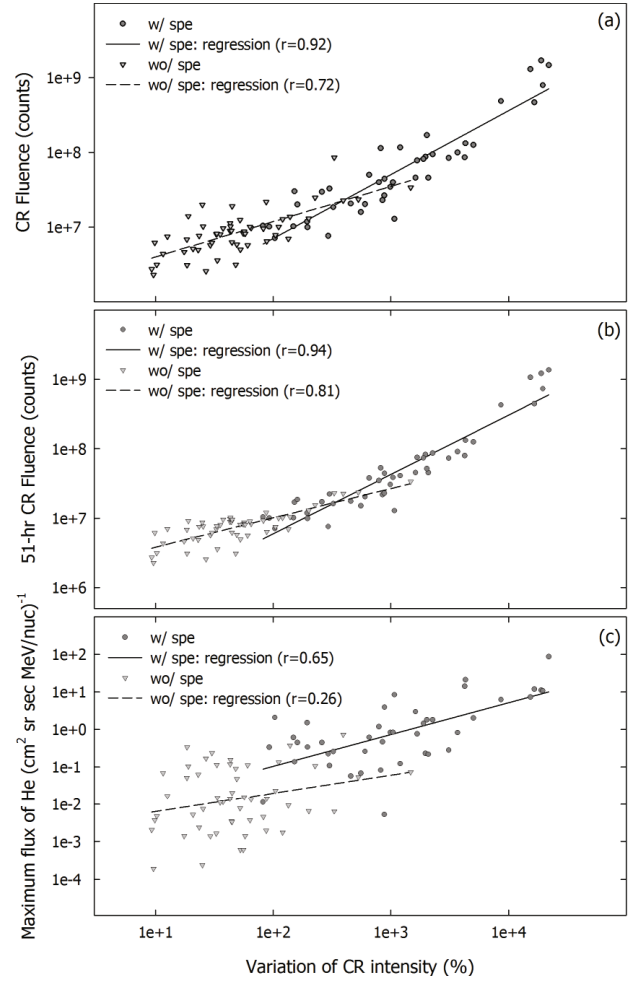 (a)
w/ spe
w/ spe: regression (r=0.92)
wo/ spe
wo/ spe: regression (r=0.72)
1e+9
1e+8
1e+7
CR Fluence (counts)
(b)
w/ spe
w/ spe: regression (r=0.94)
wo/ spe
wo/ spe: regression (r=0.81)
1e+9
1e+8
1e+7
1e+6
51-hr CR Fluence (counts)
(c)
w/ spe
w/ spe: regression (r=0.65)
wo/ spe
wo/ spe: regression (r=0.26)
1e+2
1e+1
1e+0
1e-1
1e-2
1e-3
1e-4
Maximum flux of He (cm² sr sec MeV/nuc)⁻¹
1e+1 1e+2 1e+3 1e+4
Variation of CR intensity (%)